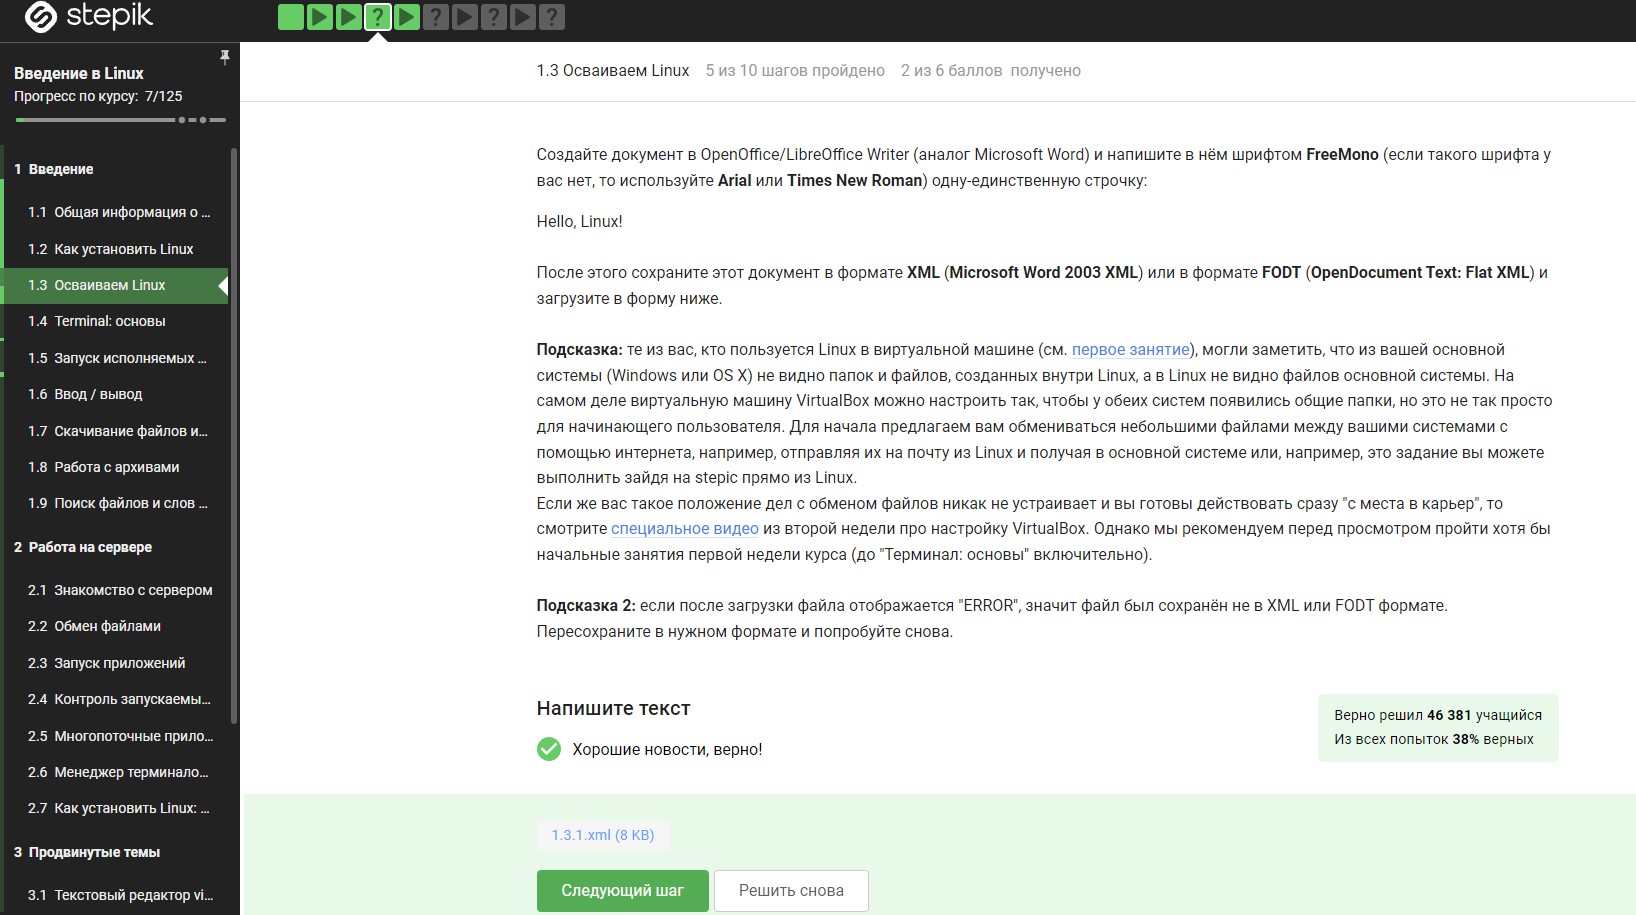 stepik
Введение в Linux
Прогресс по курсу: 7/125
1 Введение
1.1 Общая информация о ...
1.2 Как установить Linux
1.3 Осваиваем Linux
1.4 Terminal: основы
1.5 Запуск исполняемых ...
1.6 Ввод / вывод
1.7 Скачивание файлов и...
1.8 Работа с архивами
1.9 Поиск файлов и слов ...
2 Работа на сервере
2.1 Знакомство с сервером
2.2 Обмен файлами
2.3 Запуск приложений
2.4 Контроль запускаемы...
2.5 Многопоточные прило...
2.6 Менеджер терминало...
2.7 Как установить Linux: ...
3 Продвинутые темы
3.1 Текстовый редактор vi...
? ? ? ?
1.3 Осваиваем Linux 5 из 10 шагов пройдено 2 из 6 баллов получено
Создайте документ в OpenOffice/LibreOffice Writer (аналог Microsoft Word) и напишите в нём шрифтом FreeMono (если такого шрифта у
вас нет, то используйте Arial или Times New Roman) одну-единственную строчку:
Hello, Linux!
После этого сохраните этот документ в формате XML (Microsoft Word 2003 XML) или в формате FODT (OpenDocument Text: Flat XML) и
загрузите в форму ниже.
Подсказка: те из вас, кто пользуется Linux в виртуальной машине (см. первое занятие), могли заметить, что из вашей основной
системы (Windows или OS X) не видно папок и файлов, созданных внутри Linux, а в Linux не видно файлов основной системы. На
самом деле виртуальную машину VirtualBox можно настроить так, чтобы у обеих систем появились общие папки, но это не так просто
для начинающего пользователя. Для начала предлагаем вам обмениваться небольшими файлами между вашими системами с
помощью интернета, например, отправляя их на почту из Linux и получая в основной системе или, например, это задание вы можете
выполнить зайдя на stepic прямо из Linux.
Если же вас такое положение дел с обменом файлов никак не устраивает и вы готовы действовать сразу "с места в карьер", то
смотрите специальное видео из второй недели про настройку VirtualBox. Однако мы рекомендуем перед просмотром пройти хотя бы
начальные занятия первой недели курса (до "Терминал: основы" включительно).
Подсказка 2: если после загрузки файла отображается "ERROR", значит файл был сохранён не в XML или FODT формате.
Пересохраните в нужном формате и попробуйте снова.
Напишите текст
Хорошие новости, верно!
Верно решил 46 381 учащийся
Из всех попыток 38% верных
1.3.1.xml (8 KB)
Следующий шаг
Решить снова